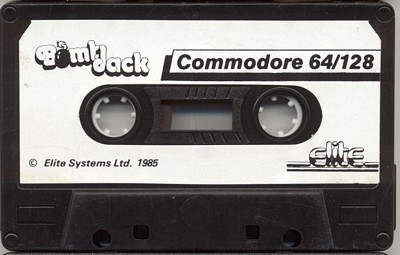 Bomb Jack
Commodore 64/128
© Elite Systems Ltd. 1985
elite